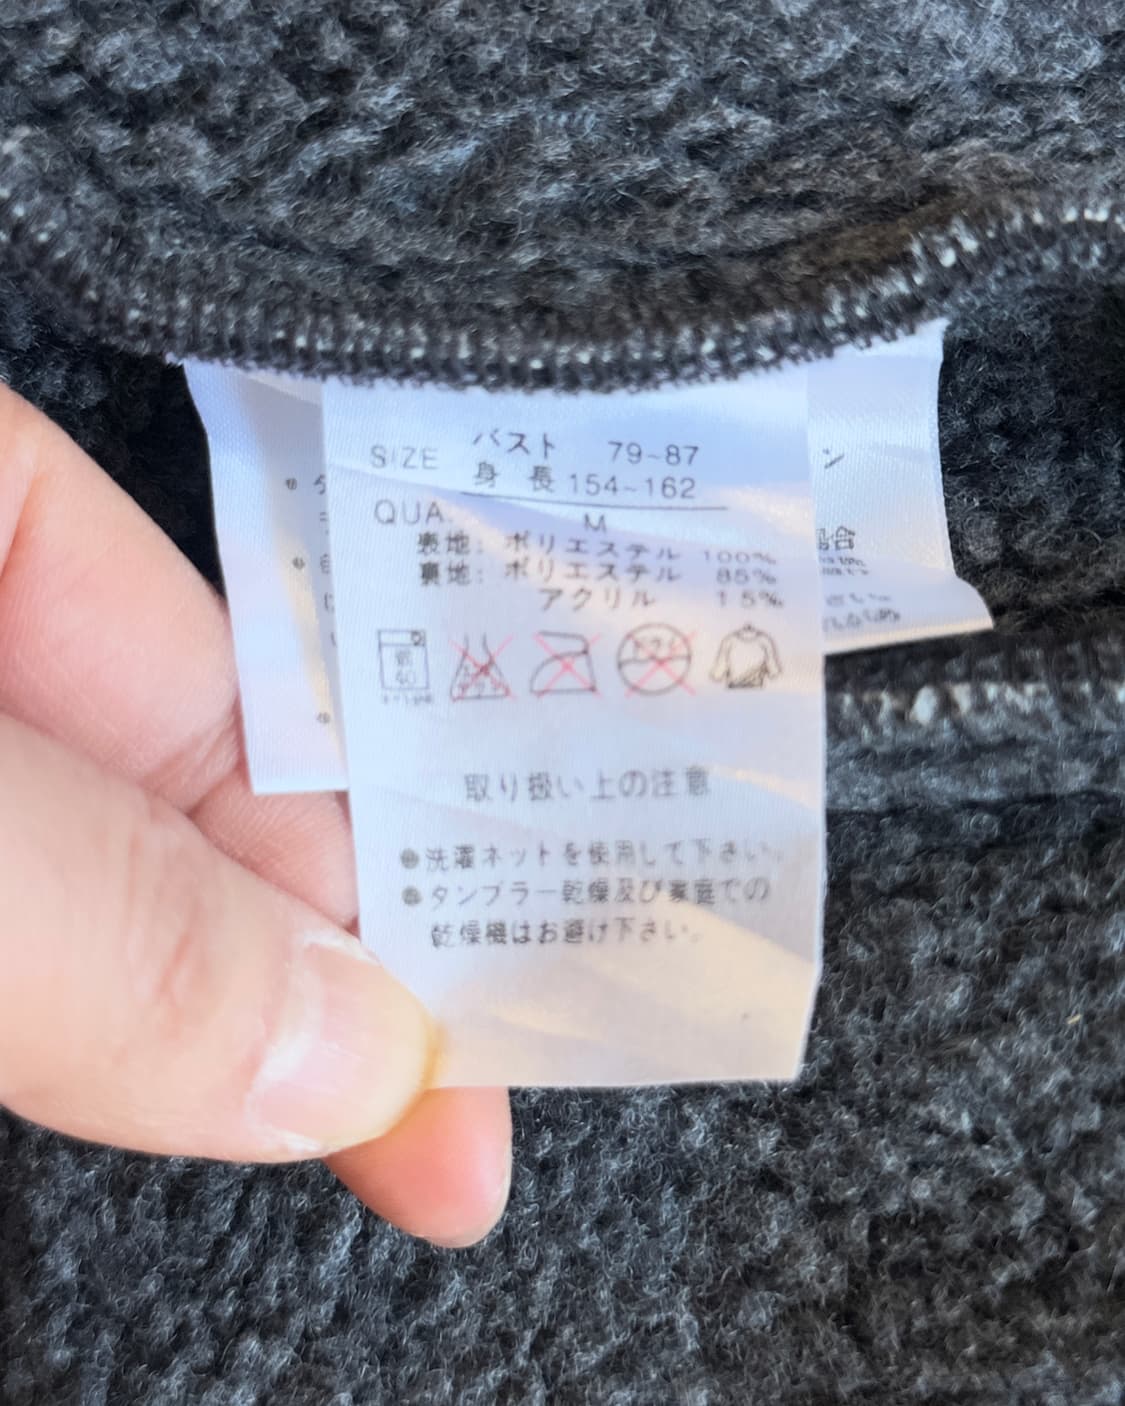 SIZE バスト 79~87
身長 154~162
QUA. M
表地: ポリエステル 100%
裏地: ポリエステル 85%
アクリル 15%
40
取り扱い上の注意
●洗濯ネットを使用して下さい。
●タンブラー乾燥及び家庭での
乾燥機はお避け下さい。